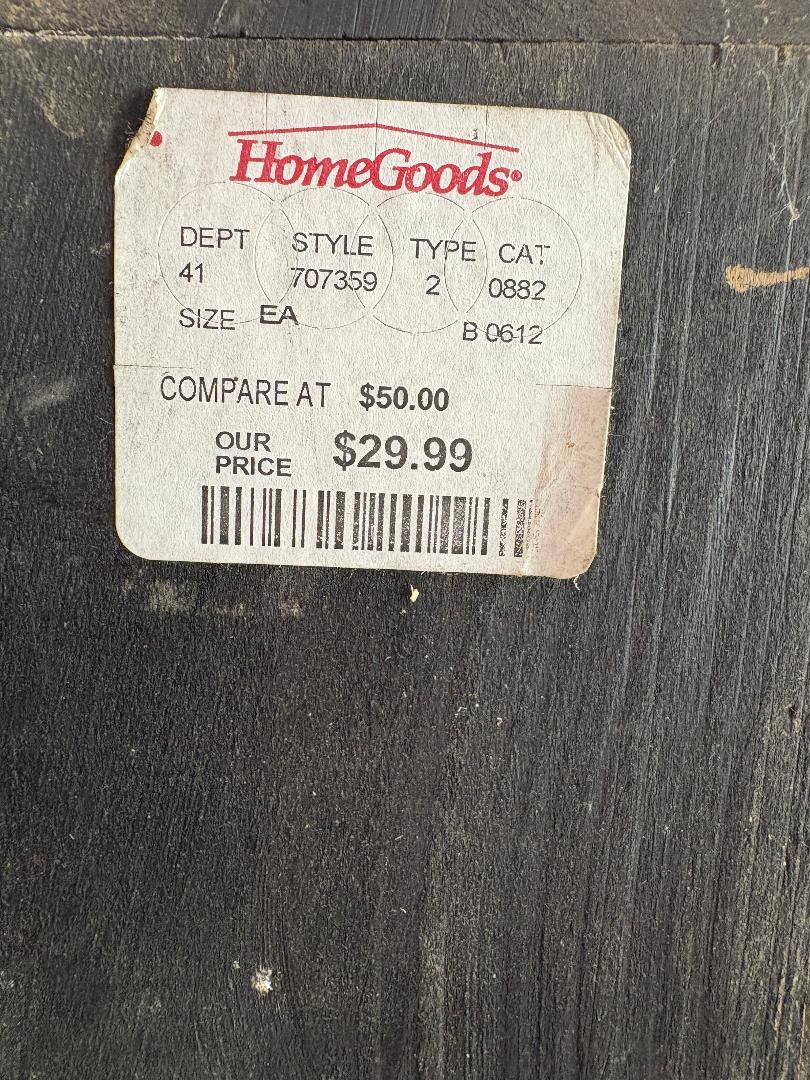 HomeGoods®
DEPT STYLE TYPE CAT
41 707359 2 0882
SIZE EA B 0612
COMPARE AT $50.00
OUR PRICE $29.99